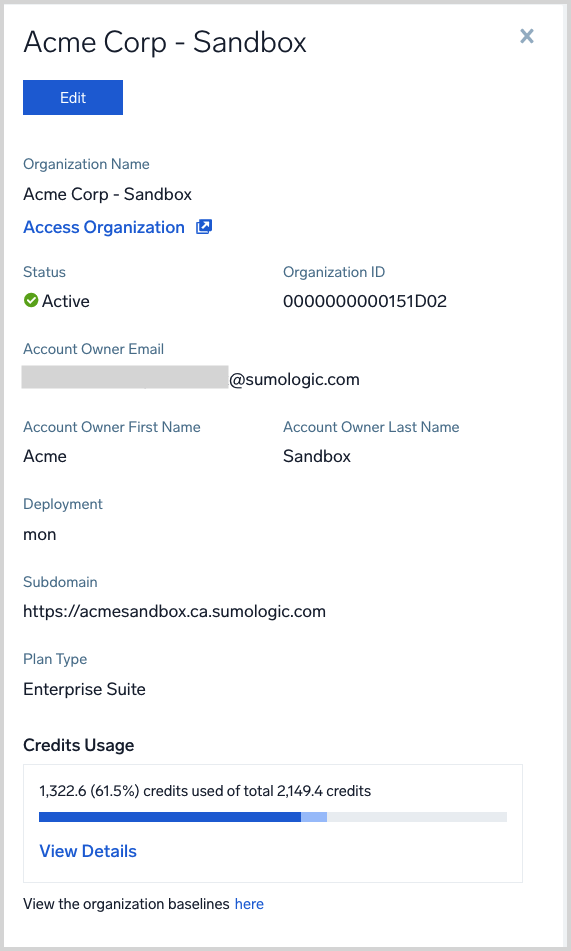 Acme Corp - Sandbox
Edit
Organization Name
Acme Corp - Sandbox
Access Organization
Status
Organization ID
Active
0000000000151D02
Account Owner Email
@sumologic.com
Account Owner First Name
Account Owner Last Name
Acme
Sandbox
Deployment
mon
Subdomain
https://acmesandbox.ca.sumologic.com
Plan Type
Enterprise Suite
Credits Usage
1,322.6 (61.5%) credits used of total 2,149.4 credits
View Details
View the organization baselines here